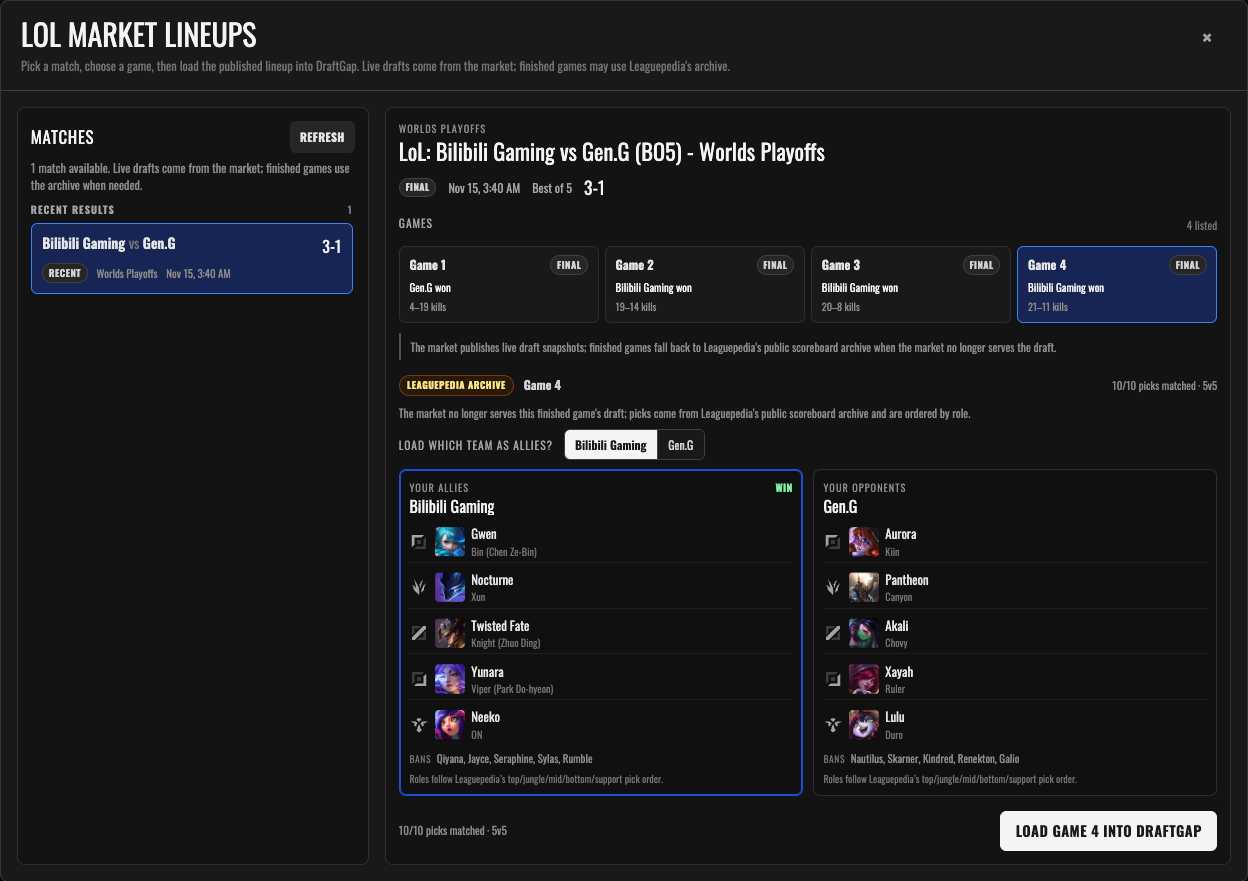 LOL MARKET LINEUPS
Pick a match, choose a game, then load the published lineup into DraftGap. Live drafts come from the market; finished games may use Leaguepedia's archive.
MATCHES
REFRESH
1 match available. Live drafts come from the market; finished games use
the archive when needed.
RECENT RESULTS 1
Bilibili Gaming vs Gen.G 3-1
RECENT Worlds Playoffs Nov 15, 3:40 AM
WORLDS PLAYOFFS
LoL: Bilibili Gaming vs Gen.G (BO5) - Worlds Playoffs
FINAL Nov 15, 3:40 AM Best of 5 3-1
GAMES 4 listed
Game 1 FINAL
Gen.G won
4–19 kills
Game 2 FINAL
Bilibili Gaming won
19–14 kills
Game 3 FINAL
Bilibili Gaming won
20–8 kills
Game 4 FINAL
Bilibili Gaming won
21–11 kills
The market publishes live draft snapshots; finished games fall back to Leaguepedia's public scoreboard archive when the market no longer serves the draft.
LEAGUEPEDIA ARCHIVE Game 4 10/10 picks matched · 5v5
The market no longer serves this finished game's draft; picks come from Leaguepedia's public scoreboard archive and are ordered by role.
LOAD WHICH TEAM AS ALLIES? Bilibili Gaming Gen.G
YOUR ALLIES WIN
Bilibili Gaming
Gwen
Bin (Chen Ze-Bin)
Nocturne
Xun
Twisted Fate
Knight (Zhuo Ding)
Yunara
Viper (Park Do-hyeon)
Neeko
ON
BANS Qiyana, Jayce, Seraphine, Sylas, Rumble
Roles follow Leaguepedia's top/jungle/mid/bottom/support pick order.
YOUR OPPONENTS
Gen.G
Aurora
Kiin
Pantheon
Canyon
Akali
Chovy
Xayah
Ruler
Lulu
Duro
BANS Nautilus, Skarner, Kindred, Renekton, Galio
Roles follow Leaguepedia's top/jungle/mid/bottom/support pick order.
10/10 picks matched · 5v5
LOAD GAME 4 INTO DRAFTGAP